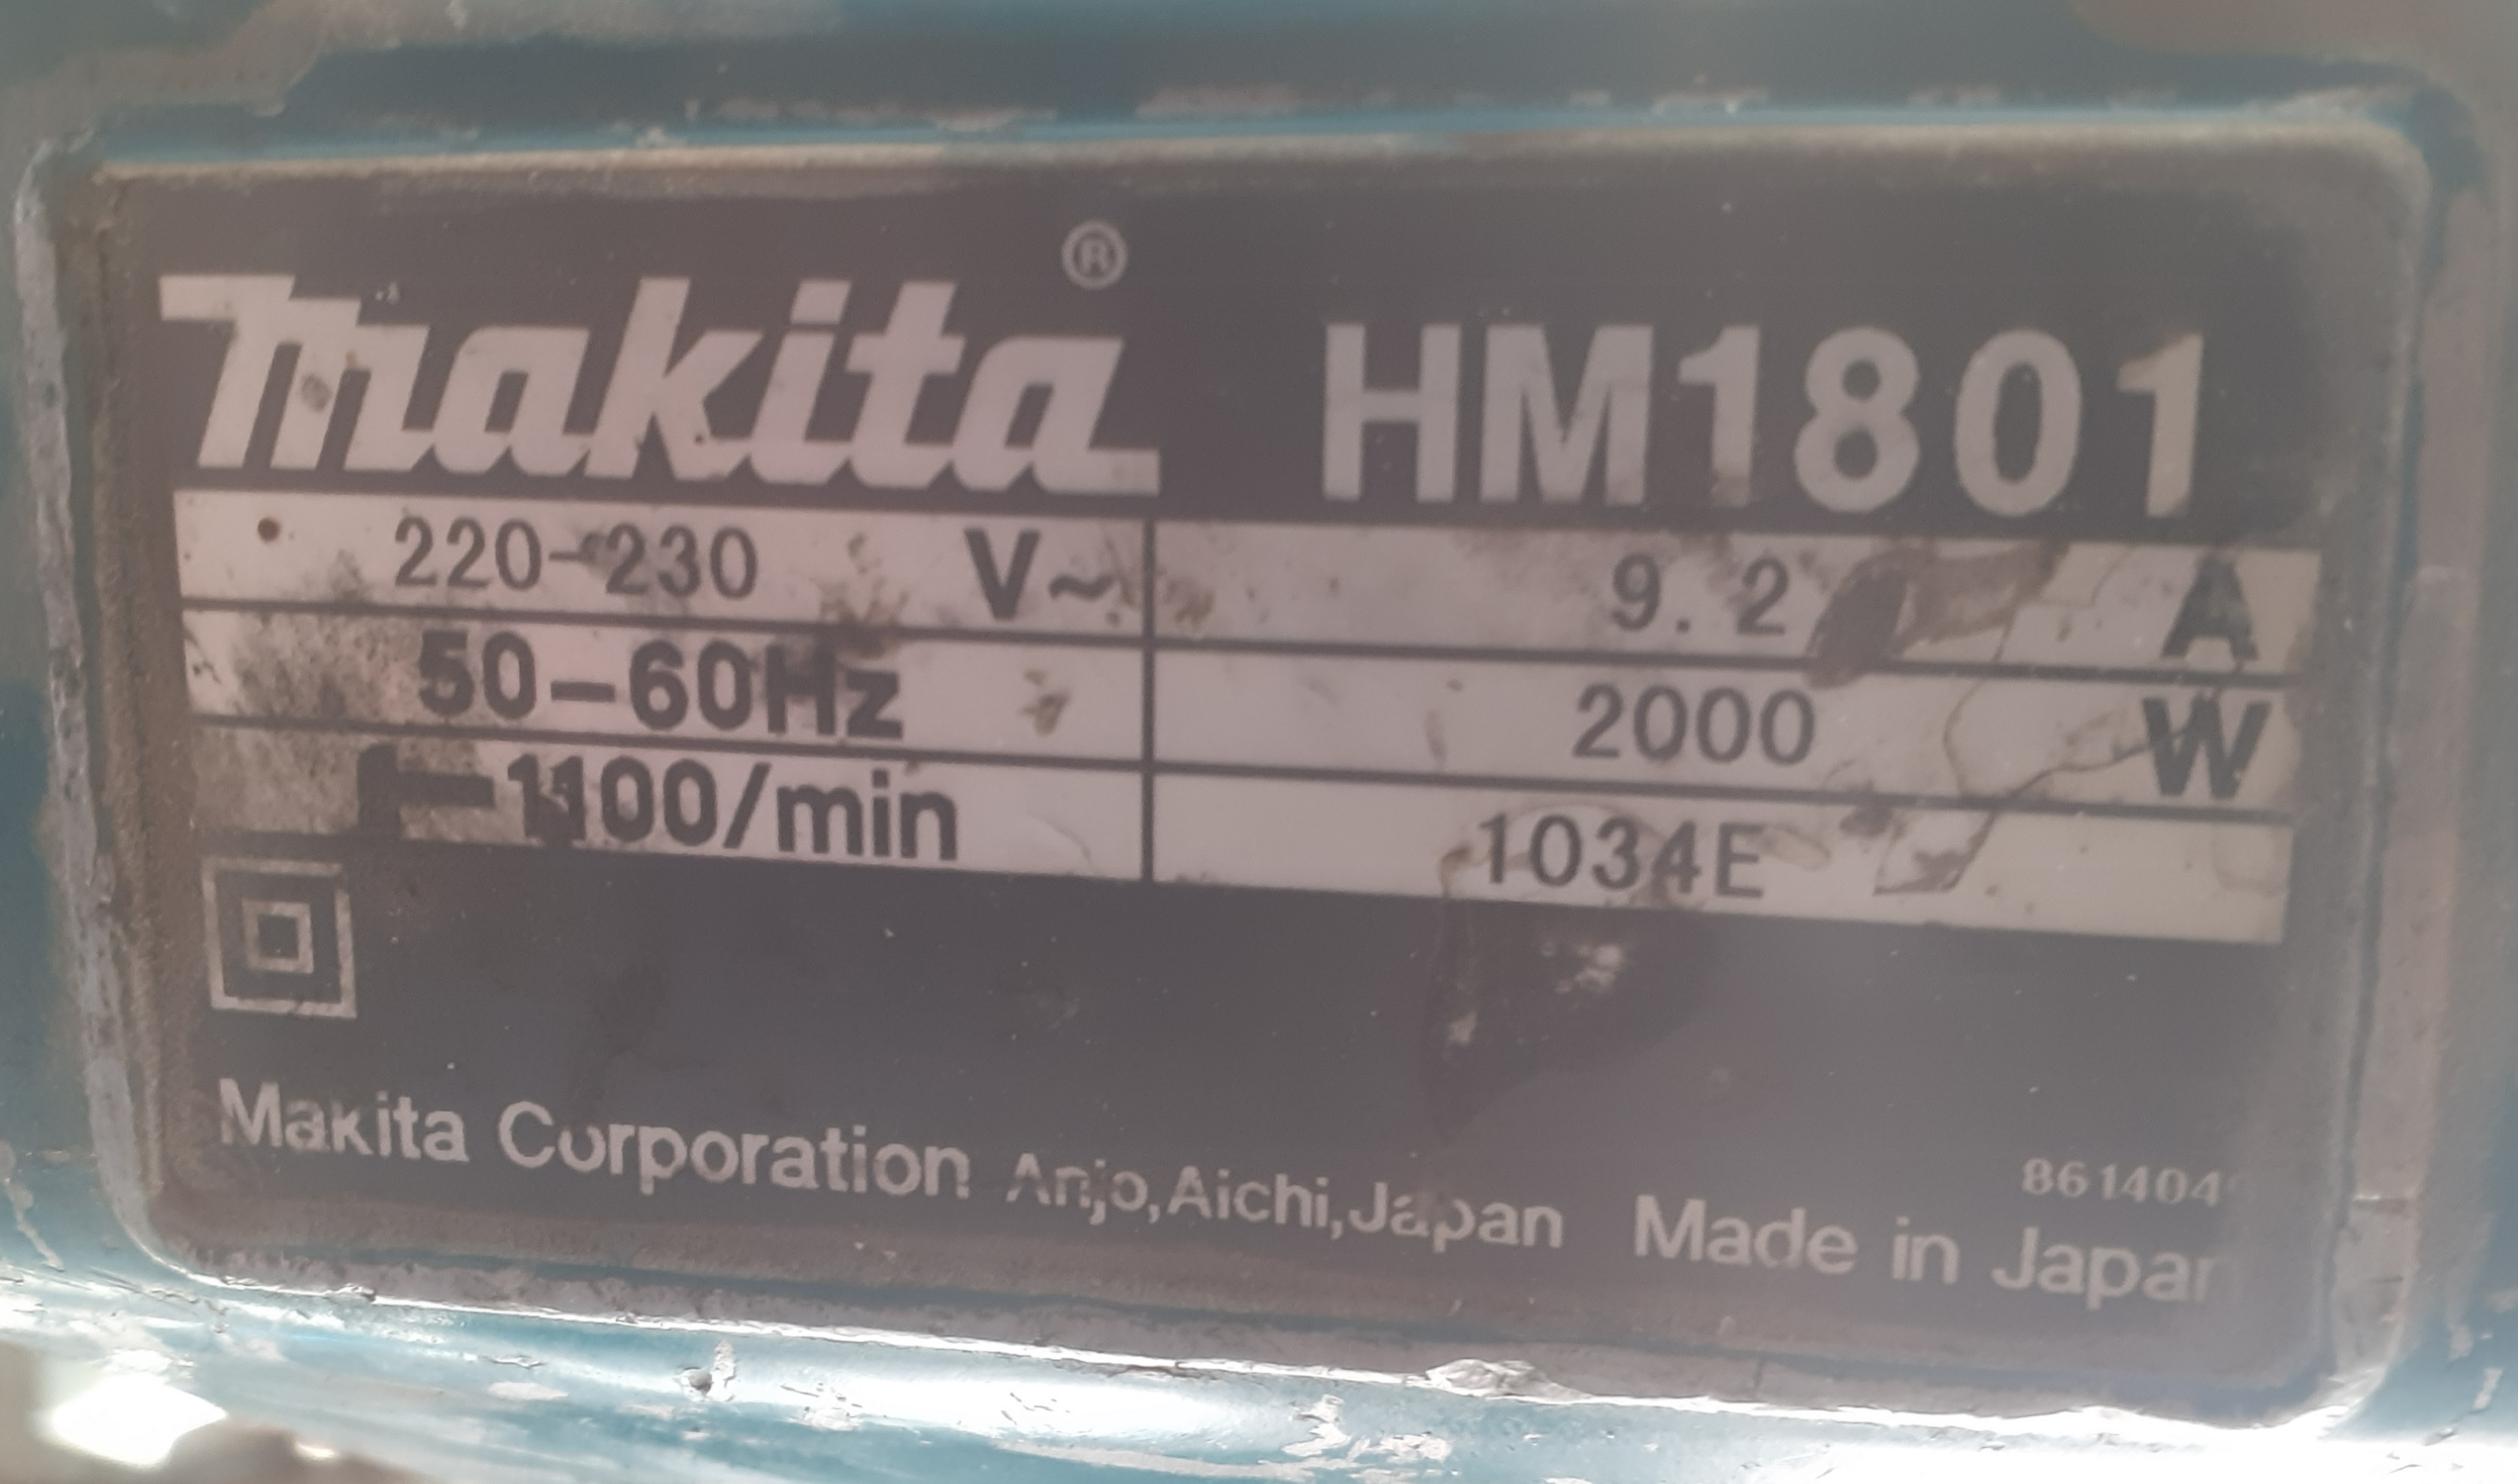 makita® HM1801
220-230 V~ 9.2 A
50-60Hz 2000 W
1100/min 1034E
Makita Corporation Anjo,Aichi,Japan Made in Japan